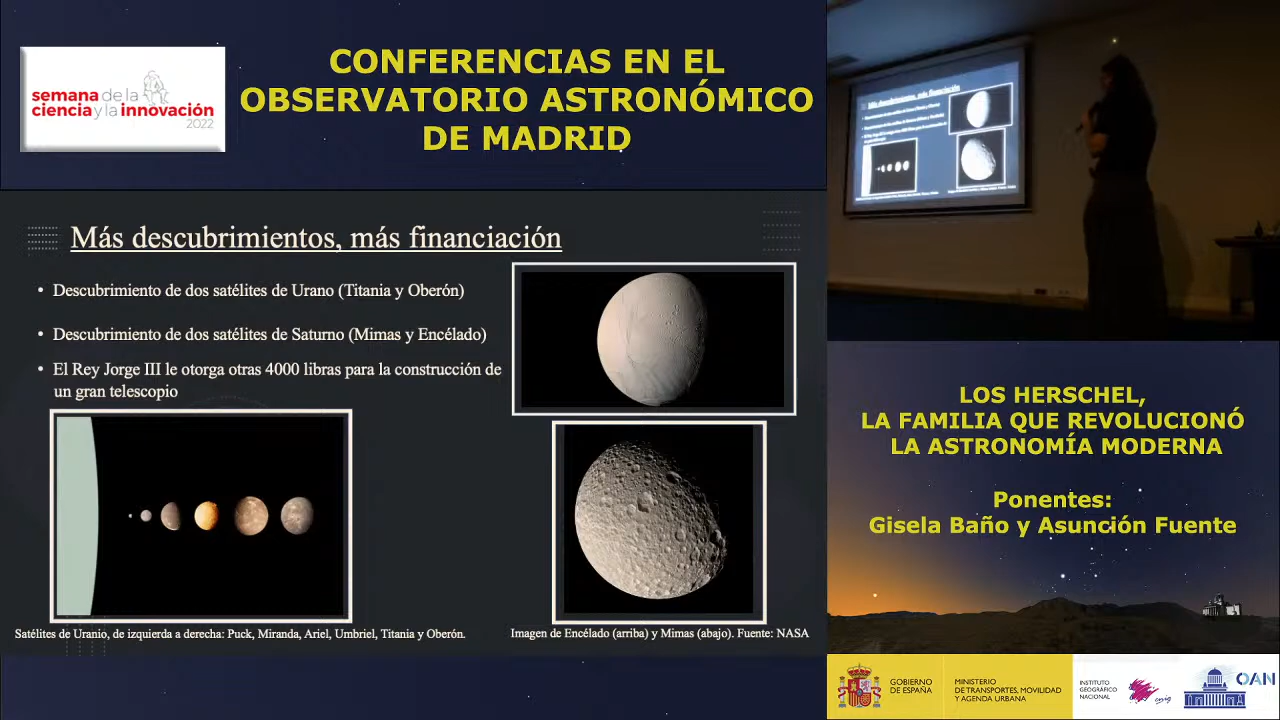 semana de la
ciencia y la innovación
2022
CONFERENCIAS EN EL
OBSERVATORIO ASTRONÓMICO
DE MADRID
Más descubrimientos, más financiación
• Descubrimiento de dos satélites de Urano (Titania y Oberón)
• Descubrimiento de dos satélites de Saturno (Mimas y Encélado)
• El Rey Jorge III le otorga otras 4000 libras para la construcción de
un gran telescopio
Satélites de Uranio, de izquierda a derecha: Puck, Miranda, Ariel, Umbriel, Titania y Oberón.
Imagen de Encélado (arriba) y Mimas (abajo). Fuente: NASA
Más descubrimientos, más financiación
LOS HERSCHEL,
LA FAMILIA QUE REVOLUCIONÓ
LA ASTRONOMÍA MODERNA
Ponentes:
Gisela Baño y Asunción Fuente
GOBIERNO
DE ESPAÑA
MINISTERIO
DE TRANSPORTES, MOVILIDAD
Y AGENDA URBANA
INSTITUTO
GEOGRÁFICO
NACIONAL
cnig
OAN